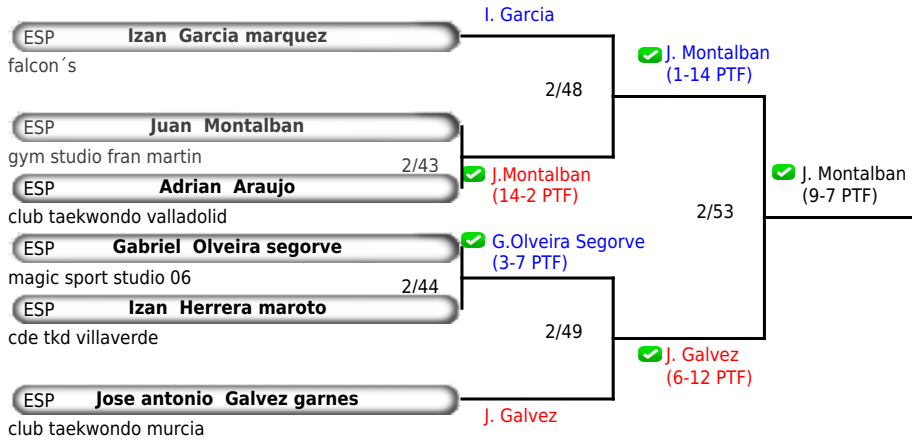 I. Garcia
ESP Izan Garcia marquez
falcon´s
J. Montalban
(1-14 PTF)
2/48
ESP Juan Montalban
gym studio fran martin
2/43
J.Montalban
(14-2 PTF)
ESP Adrian Araujo
club taekwondo valladolid
J. Montalban
(9-7 PTF)
2/53
ESP Gabriel Olveira segorve
magic sport studio 06
G.Olveira Segorve
(3-7 PTF)
2/44
ESP Izan Herrera maroto
cde tkd villaverde
2/49
J. Galvez
(6-12 PTF)
ESP Jose antonio Galvez garnes
club taekwondo murcia
J. Galvez